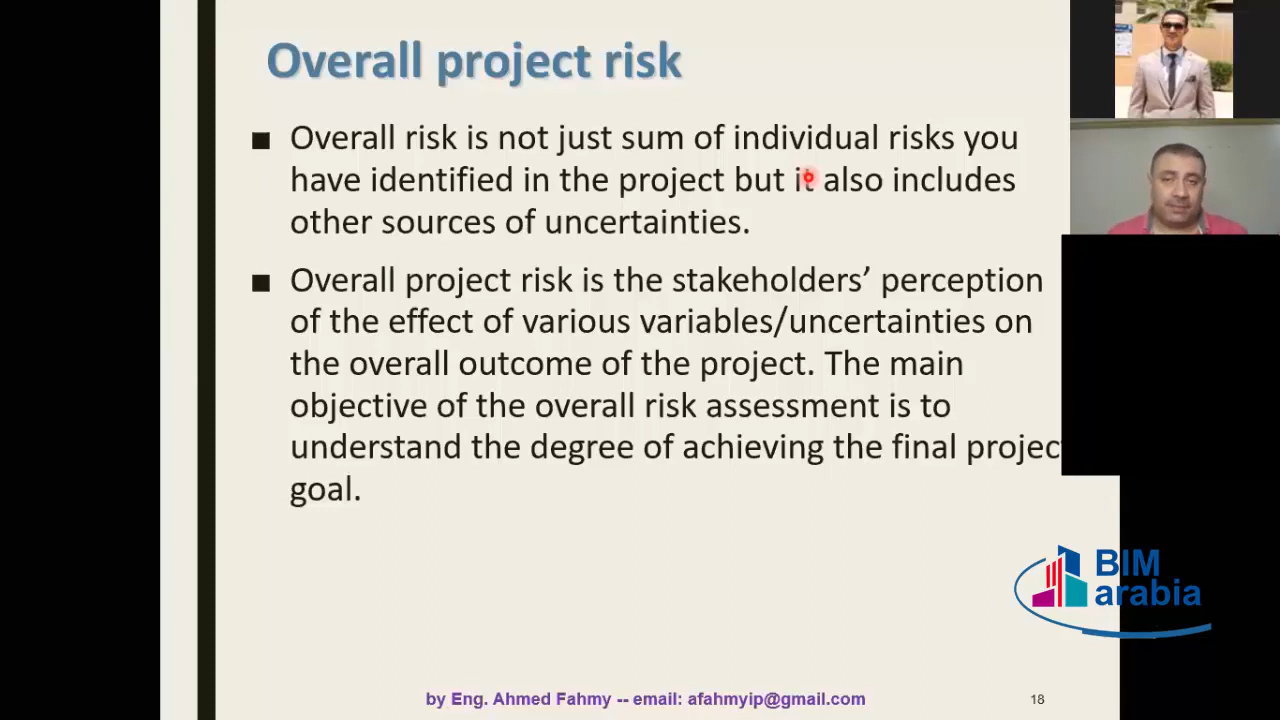 Overall project risk
■ Overall risk is not just sum of individual risks you
have identified in the project but it also includes
other sources of uncertainties.
■ Overall project risk is the stakeholders’ perception
of the effect of various variables/uncertainties on
the overall outcome of the project. The main
objective of the overall risk assessment is to
understand the degree of achieving the final projec
goal.
BIM
arabia
by Eng. Ahmed Fahmy -- email: afahmyip@gmail.com
18